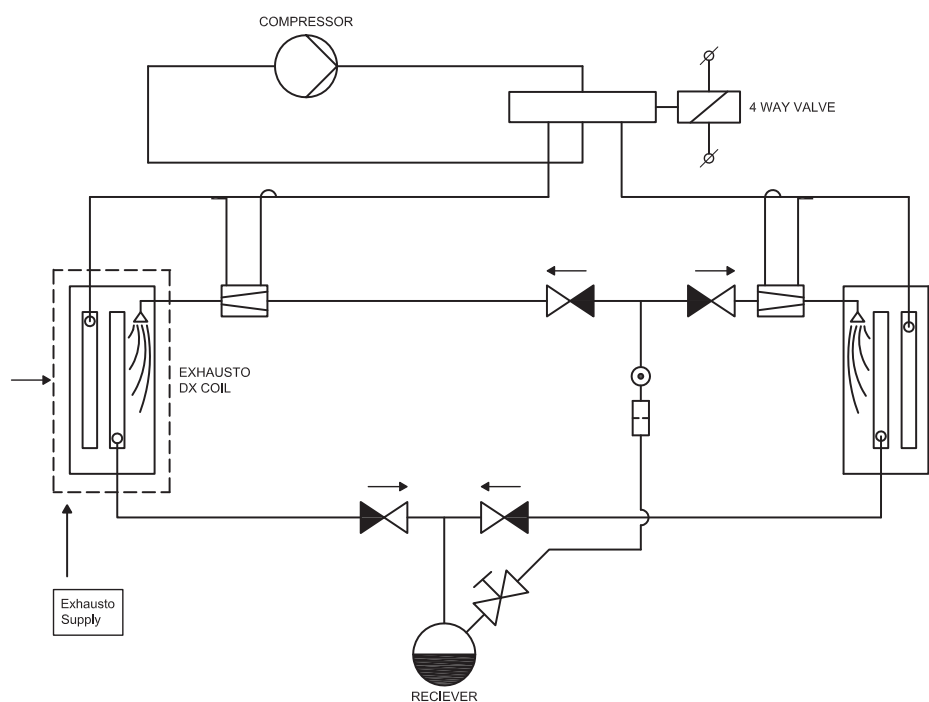 COMPRESSOR
4 WAY VALVE
EXHAUSTO
DX COIL
Exhausto
Supply
RECIEVER